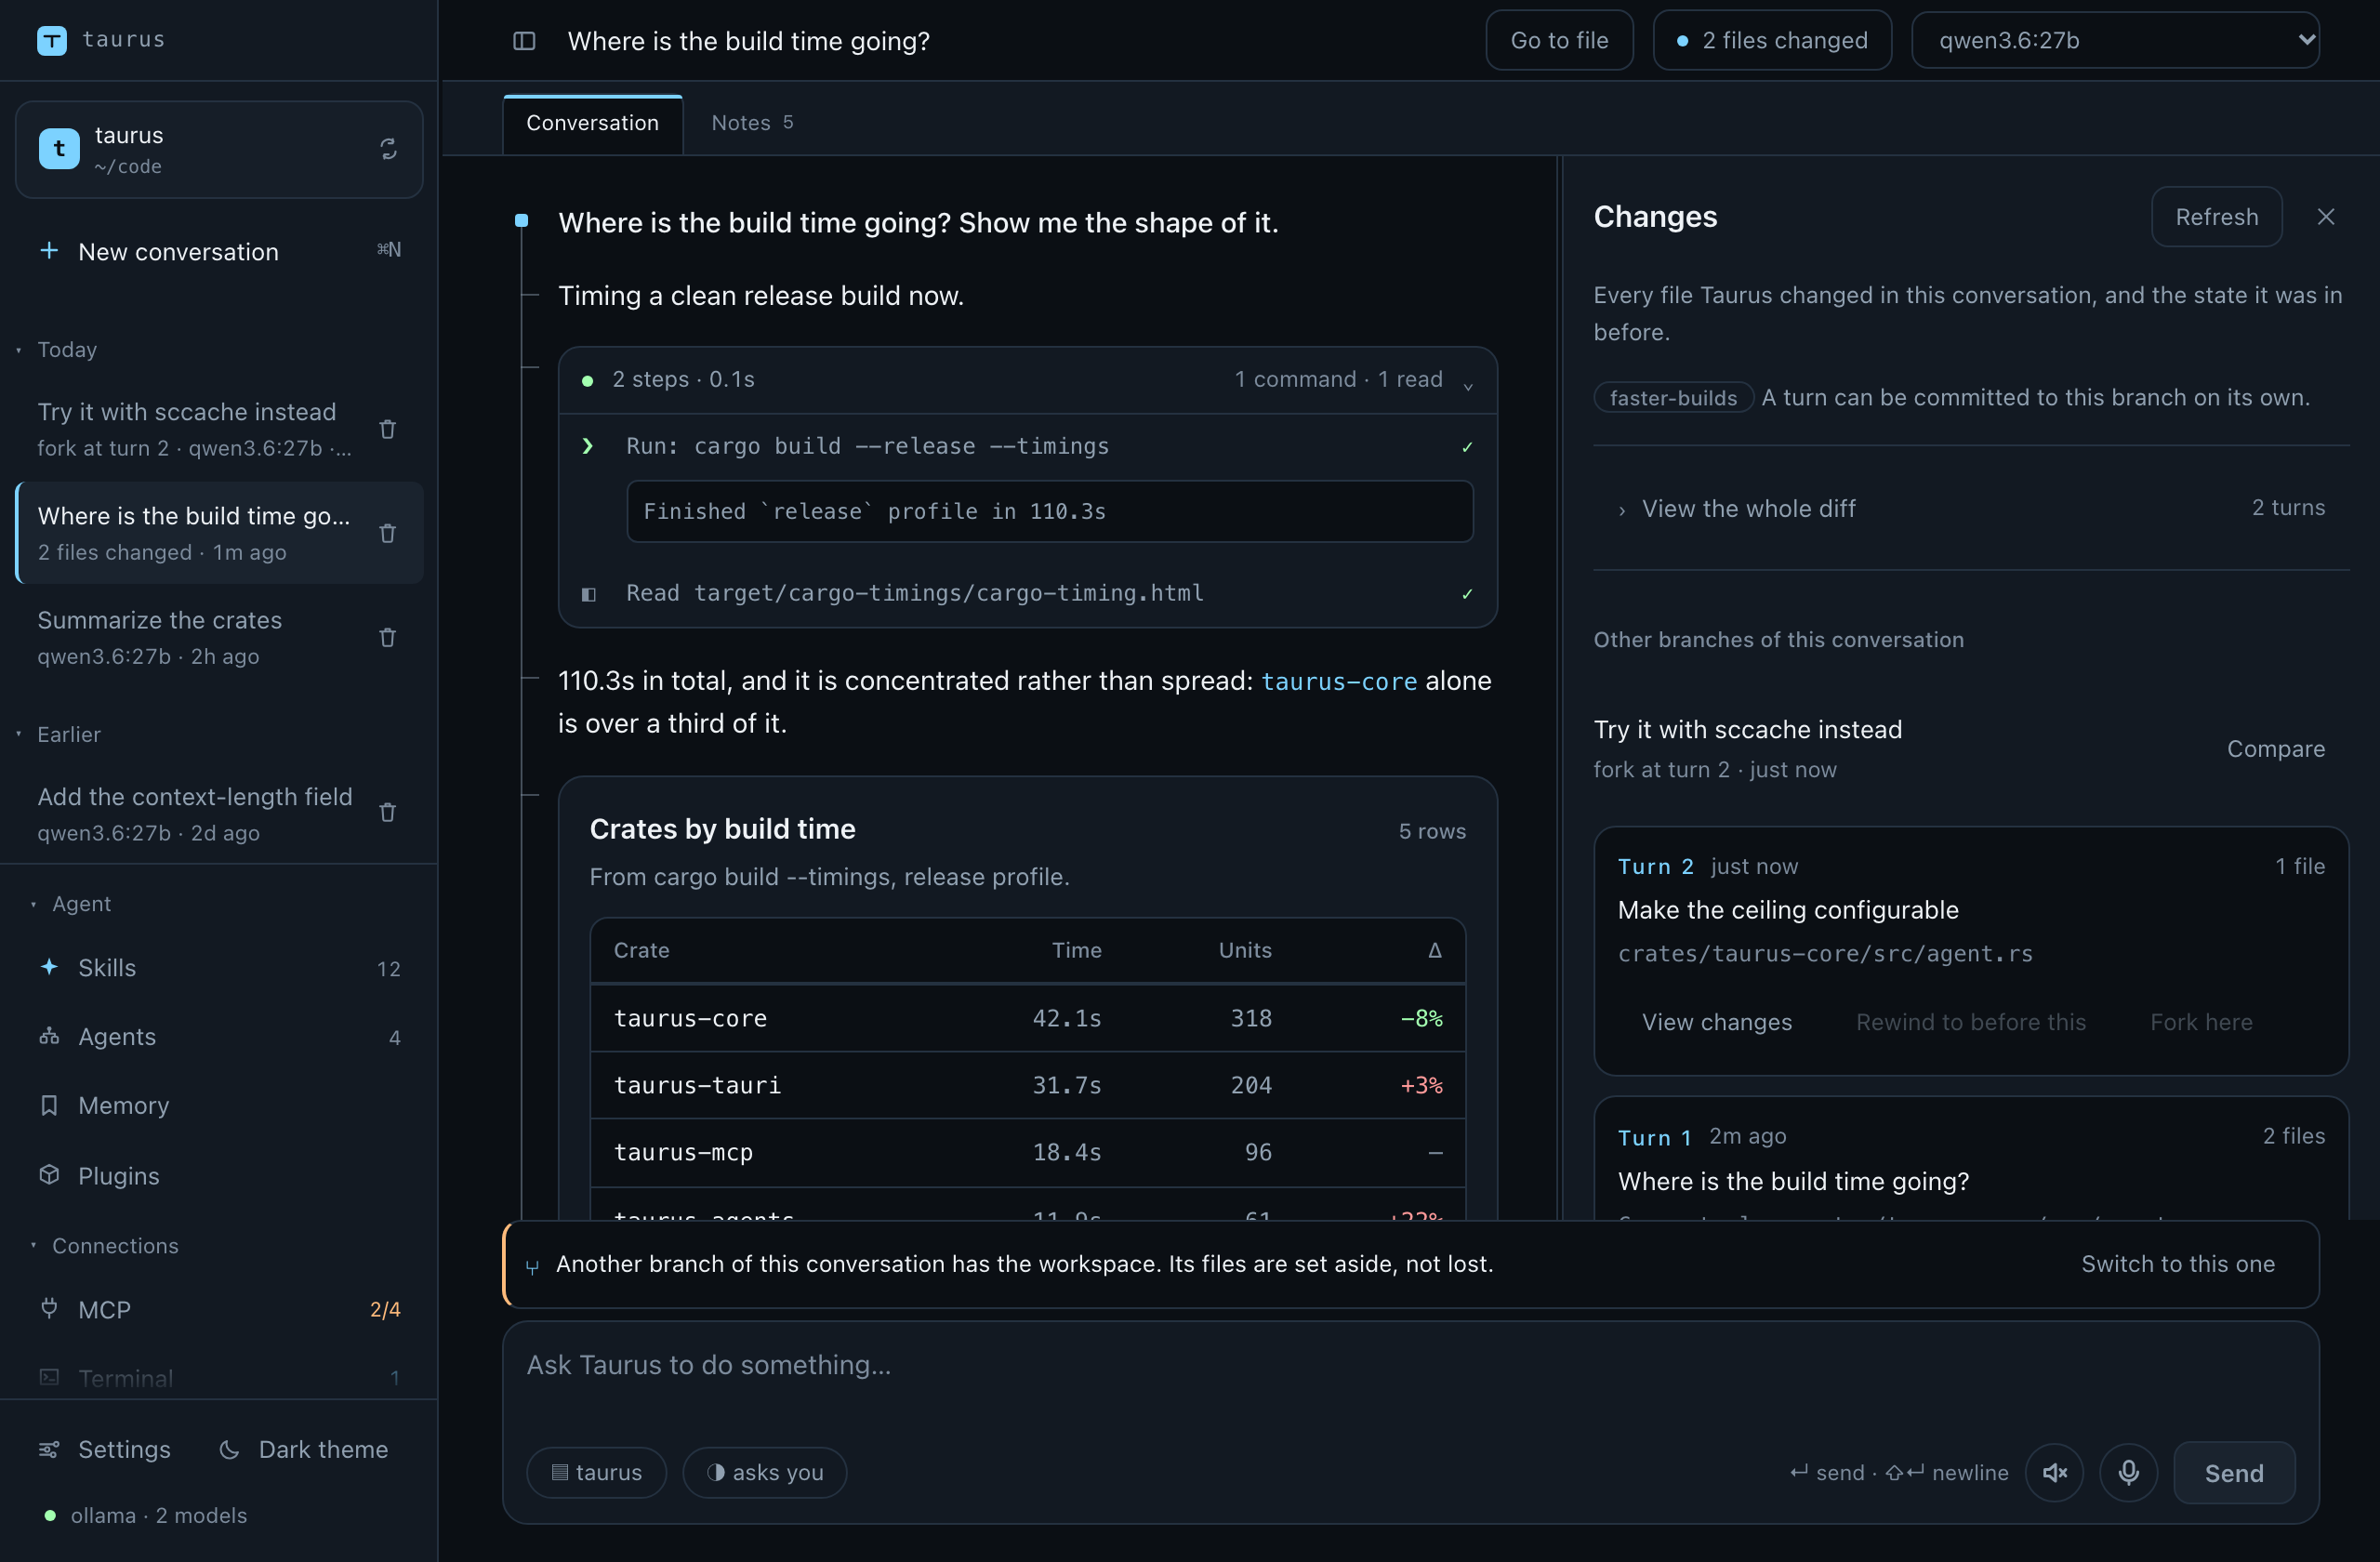 taurus
t
taurus
~/code
New conversation ⌘N
Today
Try it with sccache instead
fork at turn 2 · qwen3.6:27b ·…
Where is the build time go…
2 files changed · 1m ago
Summarize the crates
qwen3.6:27b · 2h ago
Earlier
Add the context-length field
qwen3.6:27b · 2d ago
Agent
Skills 12
Agents 4
Memory
Plugins
Connections
MCP 2/4
Terminal 1
Settings Dark theme
ollama · 2 models
Where is the build time going?
Go to file
2 files changed
qwen3.6:27b
Conversation
Notes 5
Where is the build time going? Show me the shape of it.
Timing a clean release build now.
2 steps · 0.1s 1 command · 1 read
Run: cargo build --release --timings ✓
Finished `release` profile in 110.3s
Read target/cargo-timings/cargo-timing.html ✓
110.3s in total, and it is concentrated rather than spread: taurus-core alone
is over a third of it.
Crates by build time 5 rows
From cargo build --timings, release profile.
Crate Time Units Δ
taurus-core 42.1s 318 −8%
taurus-tauri 31.7s 204 +3%
taurus-mcp 18.4s 96 —
taurus-agents 11.9s 61
Changes
Refresh
Every file Taurus changed in this conversation, and the state it was in
before.
faster-builds A turn can be committed to this branch on its own.
View the whole diff 2 turns
Other branches of this conversation
Try it with sccache instead
fork at turn 2 · just now
Compare
Turn 2 just now 1 file
Make the ceiling configurable
crates/taurus-core/src/agent.rs
View changes Rewind to before this Fork here
Turn 1 2m ago 2 files
Where is the build time going?
Another branch of this conversation has the workspace. Its files are set aside, not lost. Switch to this one
Ask Taurus to do something…
taurus
asks you
↵ send · ⇧↵ newline
Send